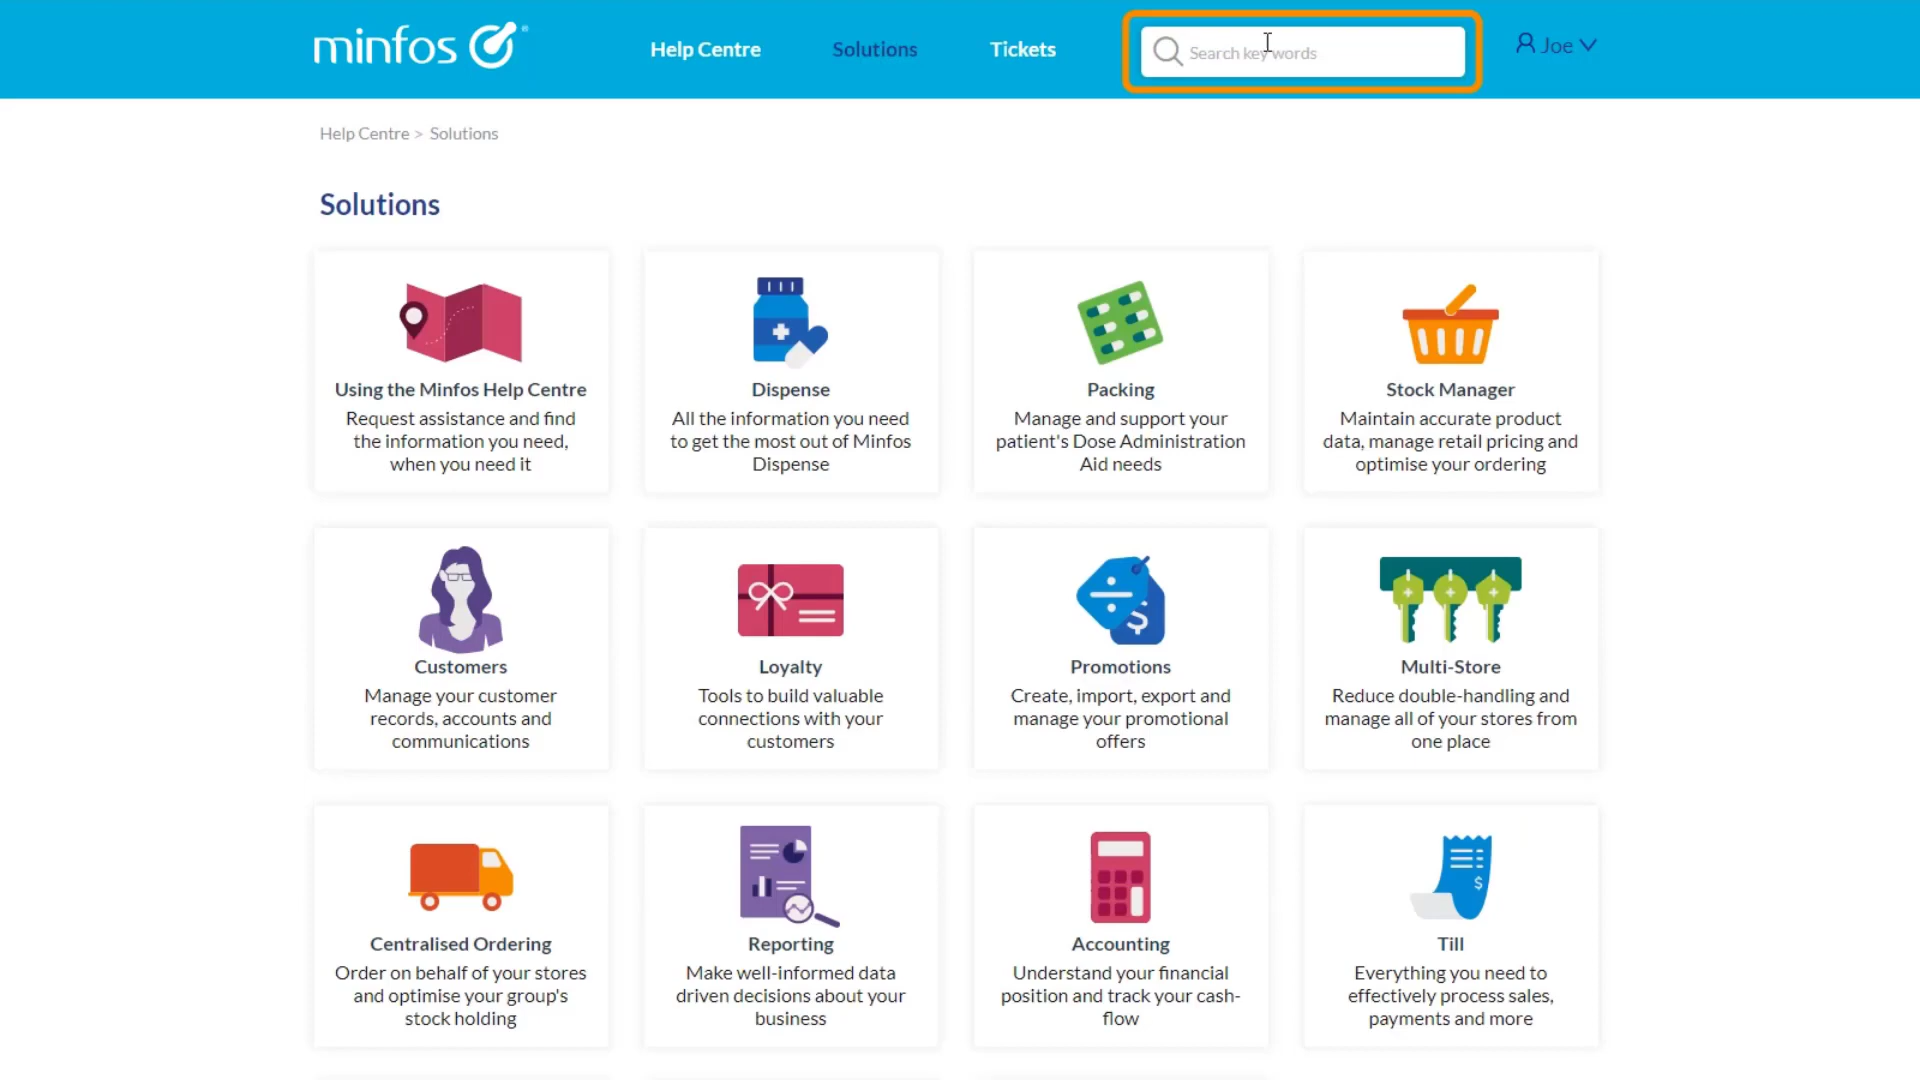 minfos ®
Help Centre
Solutions
Tickets
Search keywords
Joe
Help Centre > Solutions
Solutions
Using the Minfos Help Centre
Request assistance and find
the information you need,
when you need it
Dispense
All the information you need
to get the most out of Minfos
Dispense
Packing
Manage and support your
patient's Dose Administration
Aid needs
Stock Manager
Maintain accurate product
data, manage retail pricing and
optimise your ordering
Customers
Manage your customer
records, accounts and
communications
Loyalty
Tools to build valuable
connections with your
customers
Promotions
Create, import, export and
manage your promotional
offers
Multi-Store
Reduce double-handling and
manage all of your stores from
one place
Centralised Ordering
Order on behalf of your stores
and optimise your group's
stock holding
Reporting
Make well-informed data
driven decisions about your
business
Accounting
Understand your financial
position and track your cash-
flow
Till
Everything you need to
effectively process sales,
payments and more